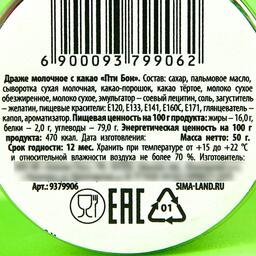 6 900093 799062
Драже молочное с какао «Пти Бон». Состав: сахар, пальмовое масло,
сыворотка сухая молочная, какао-порошок, какао тёртое, молоко сухое
обезжиренное, молоко сухое, эмульгатор – соевый лецитин, соль, загуститель
- желатин, пищевые красители: E120, E133, E141, E160C, E171, глянцеватель -
капол, ароматизатор. Пищевая ценность на 100 г продукта: жиры – 16,0 г,
белки – 2,0 г, углеводы – 79,0 г. Энергетическая ценность на 100 г
продукта: 470 ккал. Дата изготовления: Масса: 50 г.
Срок годности: 12 мес. Хранить при температуре от +15 до +22 °C
и относительной влажности воздуха не более 70 %.
Арт.: 9379906 SIMA-LAND.RU
EAC
01